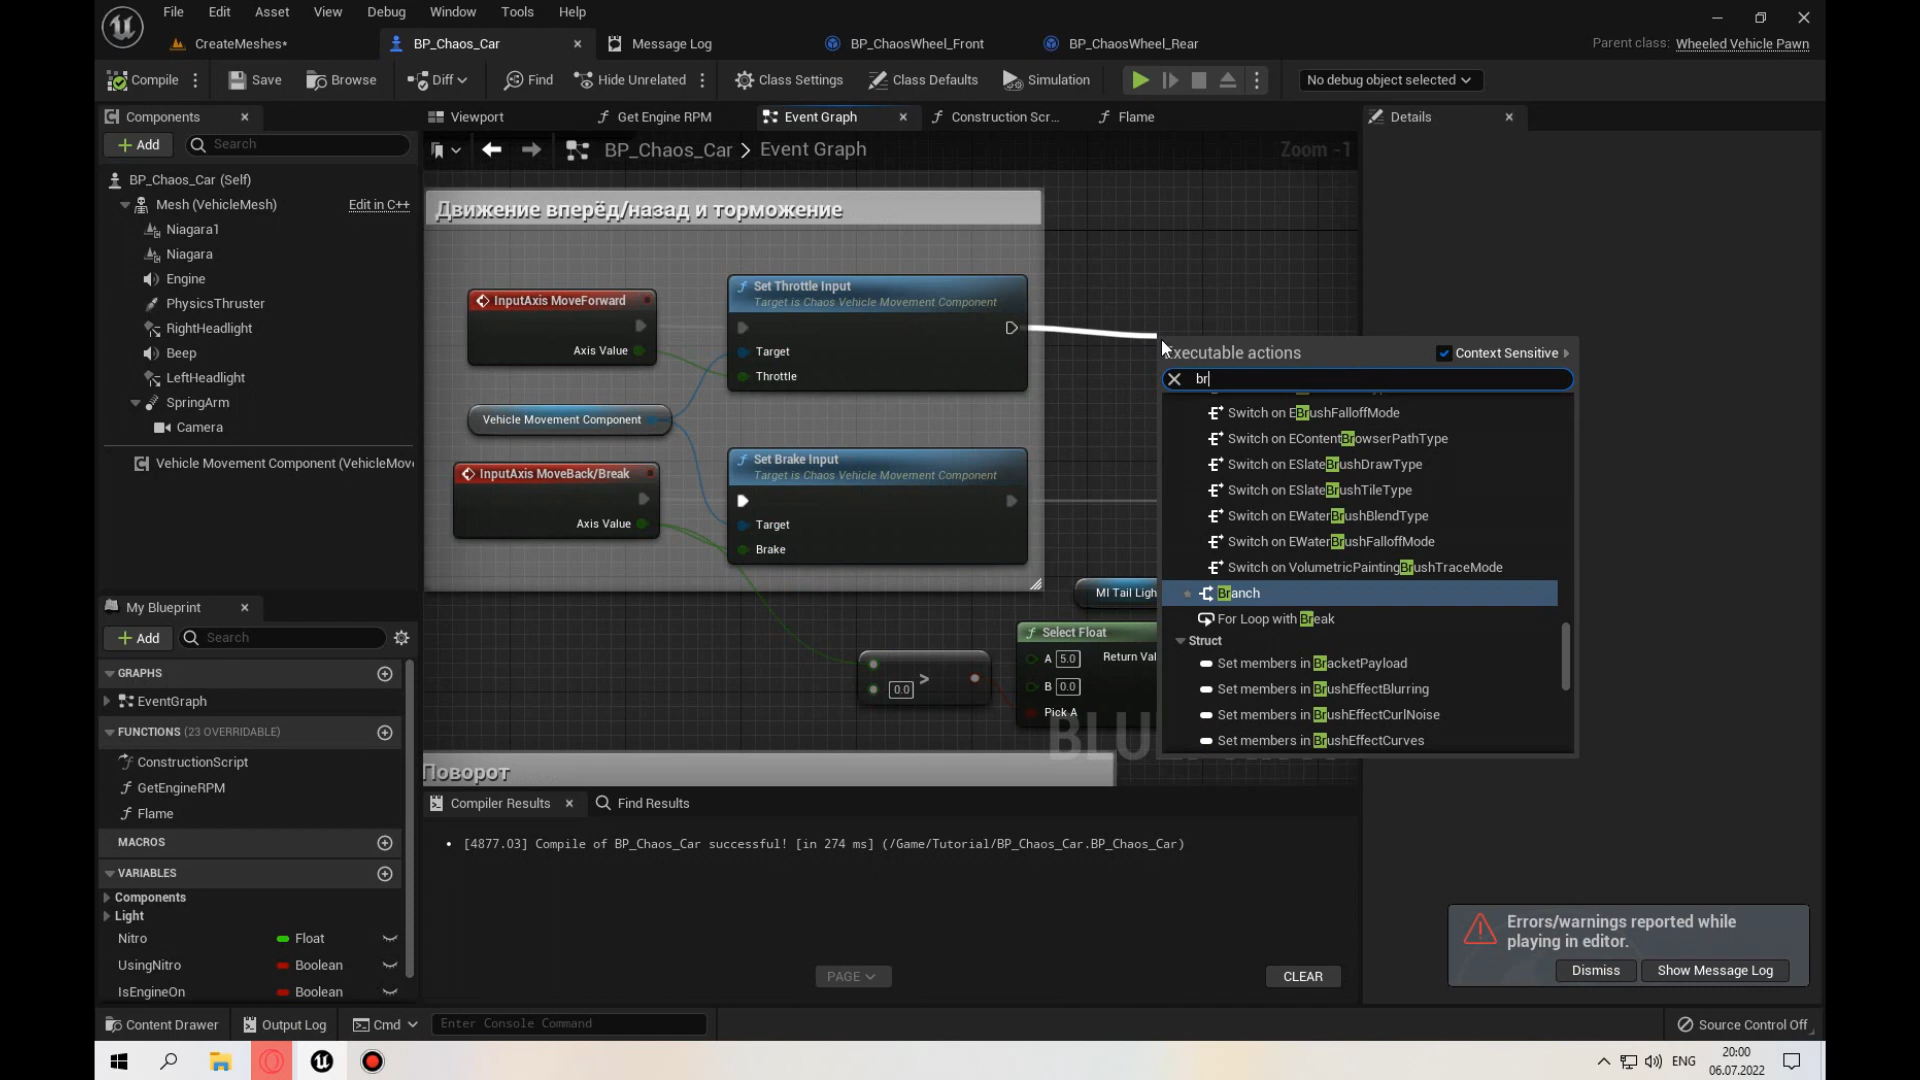 File Edit Asset View Debug Window Tools Help
CreateMeshes* BP_Chaos_Car Message Log BP_ChaosWheel_Front BP_ChaosWheel_Rear Parent class: Wheeled Vehicle Pawn
Compile Save Browse Diff Find Hide Unrelated Class Settings Class Defaults Simulation No debug object selected
Components
Add Search
BP_Chaos_Car (Self)
Mesh (VehicleMesh) Edit in C++
Niagara1
Niagara
Engine
PhysicsThruster
RightHeadlight
Beep
LeftHeadlight
SpringArm
Camera
Vehicle Movement Component (VehicleMove
My Blueprint
Add Search
GRAPHS
EventGraph
FUNCTIONS (23 OVERRIDABLE)
ConstructionScript
GetEngineRPM
Flame
MACROS
VARIABLES
Components
Light
Nitro Float
UsingNitro Boolean
IsEngineOn Boolean
Viewport Get Engine RPM Event Graph Construction Scr... Flame
BP_Chaos_Car > Event Graph Zoom -1
Движение вперёд/назад и торможение
InputAxis MoveForward
Axis Value
Set Throttle Input
Target is Chaos Vehicle Movement Component
Target
Throttle
Vehicle Movement Component
InputAxis MoveBack/Break
Axis Value
Set Brake Input
Target is Chaos Vehicle Movement Component
Target
Brake
0.0 >
MI Tail Ligh
Select Float
A 5.0 Return Val
B 0.0
Pick A
BLU
Поворот
Executable actions Context Sensitive
br
Switch on EBrushFalloffMode
Switch on EContentBrowserPathType
Switch on ESlateBrushDrawType
Switch on ESlateBrushTileType
Switch on EWaterBrushBlendType
Switch on EWaterBrushFalloffMode
Switch on VolumetricPaintingBrushTraceMode
Branch
For Loop with Break
Struct
Set members in BracketPayload
Set members in BrushEffectBlurring
Set members in BrushEffectCurlNoise
Set members in BrushEffectCurves
Compiler Results Find Results
[4877.03] Compile of BP_Chaos_Car successful! [in 274 ms] (/Game/Tutorial/BP_Chaos_Car.BP_Chaos_Car)
PAGE CLEAR
Details
Errors/warnings reported while
playing in editor.
Dismiss Show Message Log
Content Drawer Output Log Cmd Enter Console Command Source Control Off
ENG 20:00
06.07.2022